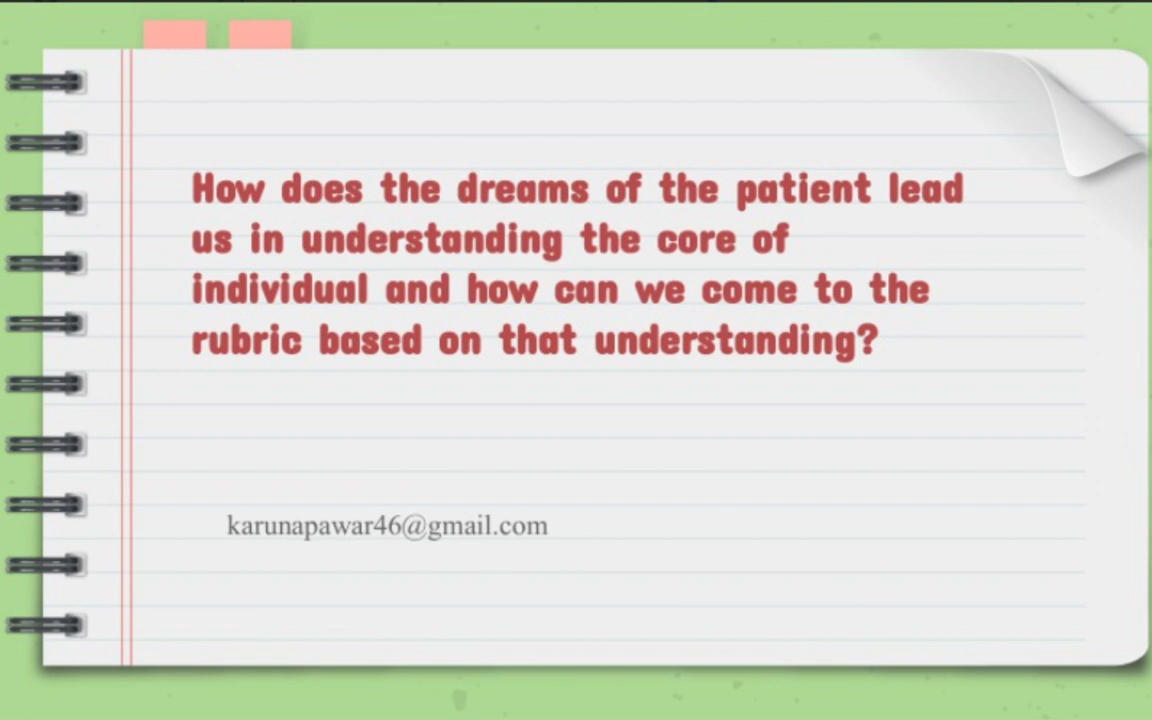 How does the dreams of the patient lead
us in understanding the core of
individual and how can we come to the
rubric based on that understanding?
karunapawar46@gmail.com